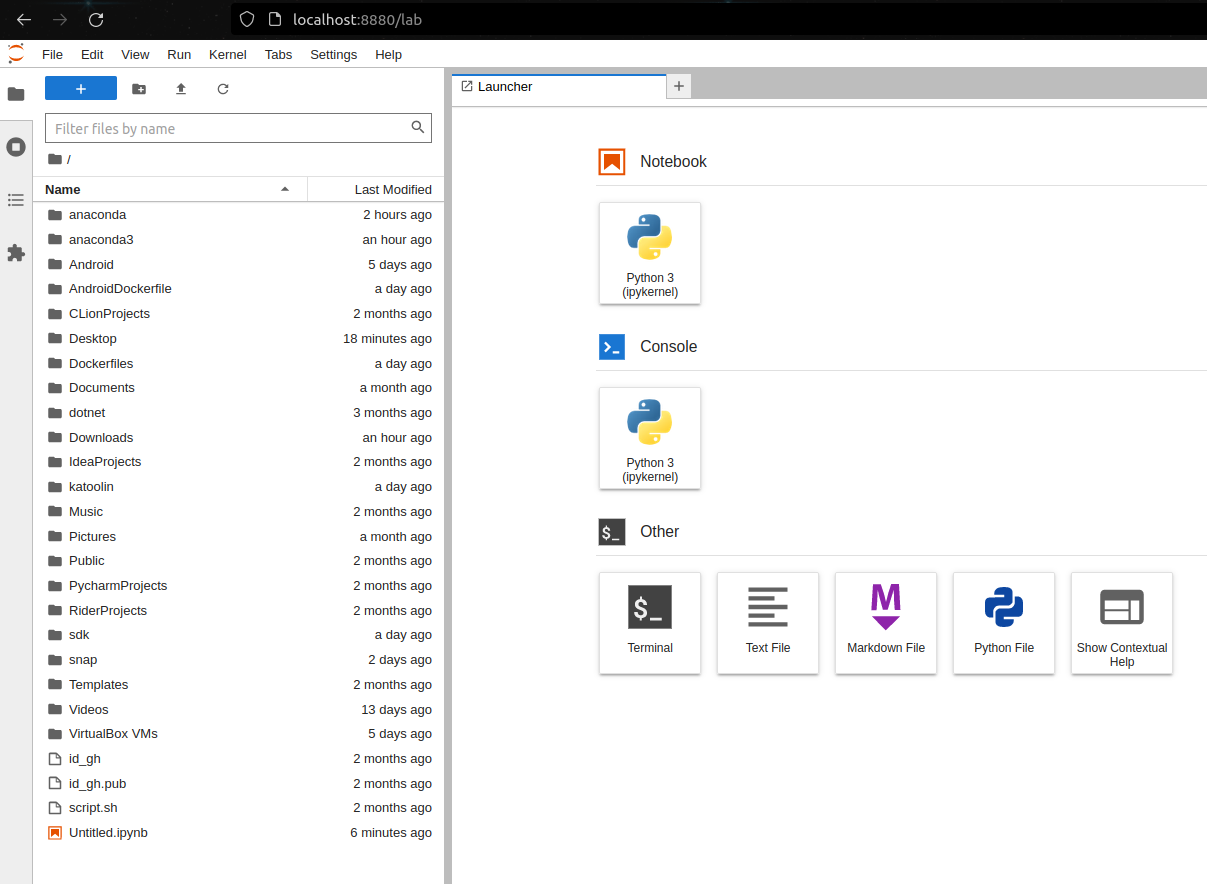 localhost:8880/lab
File Edit View Run Kernel Tabs Settings Help
Launcher
Filter files by name
/
Name Last Modified
anaconda 2 hours ago
anaconda3 an hour ago
Android 5 days ago
AndroidDockerfile a day ago
CLionProjects 2 months ago
Desktop 18 minutes ago
Dockerfiles a day ago
Documents a month ago
dotnet 3 months ago
Downloads an hour ago
IdeaProjects 2 months ago
katoolin a day ago
Music 2 months ago
Pictures a month ago
Public 2 months ago
PycharmProjects 2 months ago
RiderProjects 2 months ago
sdk a day ago
snap 2 days ago
Templates 2 months ago
Videos 13 days ago
VirtualBox VMs 5 days ago
id_gh 2 months ago
id_gh.pub 2 months ago
script.sh 2 months ago
Untitled.ipynb 6 minutes ago
Notebook
Python 3
(ipykernel)
Console
Python 3
(ipykernel)
$_ Other
$_
M
Terminal Text File Markdown File Python File Show Contextual
Help